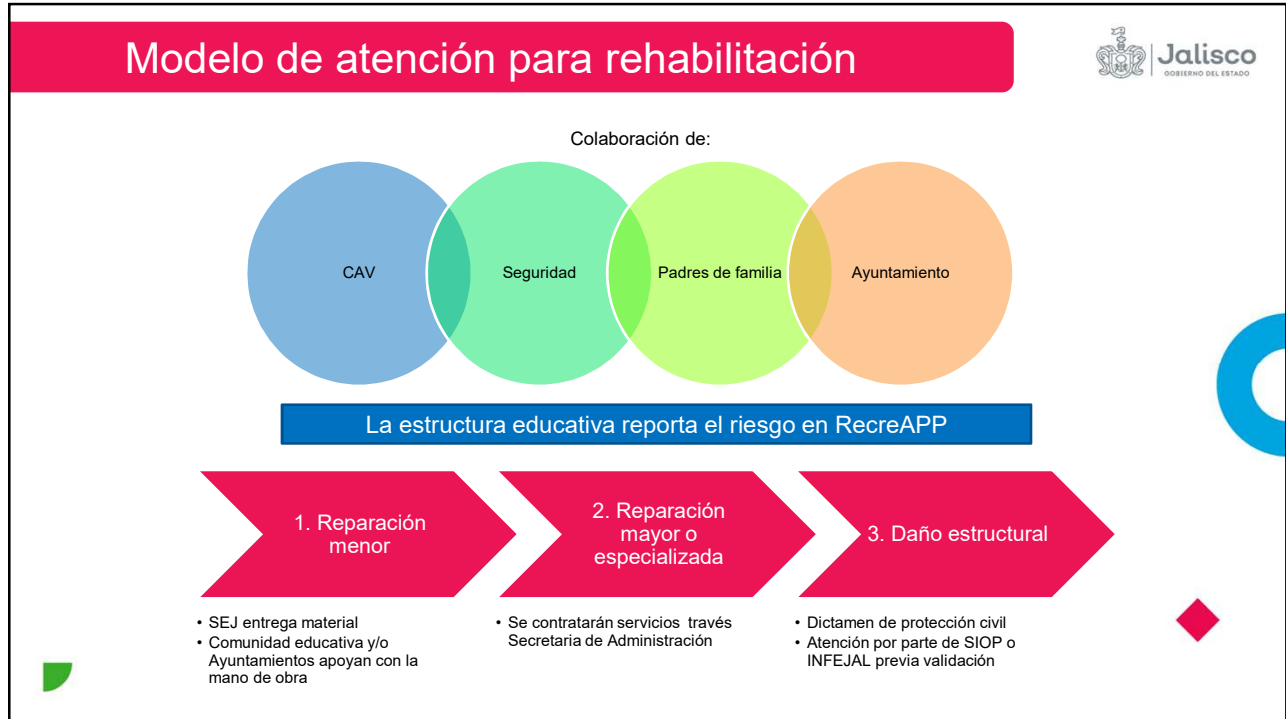 Modelo de atención para rehabilitación
Jalisco
GOBIERNO DEL ESTADO
Colaboración de:
CAV
Seguridad
Padres de familia
Ayuntamiento
La estructura educativa reporta el riesgo en RecreAPP
1. Reparación
menor
2. Reparación
mayor o
especializada
3. Daño estructural
• SEJ entrega material
• Comunidad educativa y/o
Ayuntamientos apoyan con la
mano de obra
• Se contratarán servicios través
Secretaria de Administración
• Dictamen de protección civil
• Atención por parte de SIOP o
INFEJAL previa validación